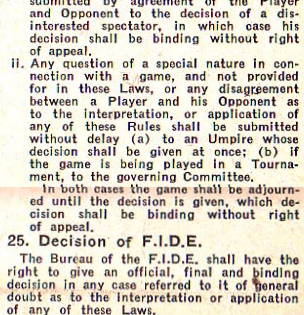 submitted by agreement of the Player
and Opponent to the decision of a dis-
interested spectator, in which case his
decision shall be binding without right
of appeal.
ii. Any question of a special nature in con-
nection with a game, and not provided
for in these Laws, or any disagreement
between a Player and his Opponent as
to the interpretation, or application of
any of these Rules shall be submitted
without delay (a) to an Umpire whose
decision shall be given at once; (b) if
the game is being played in a Tourna-
ment, to the governing Committee.
In both cases the game shall be adjourn-
ed until the decision is given, which de-
cision shall be binding without right
of appeal.
25. Decision of F.I.D.E.
The Bureau of the F.I.D.E. shall have the
right to give an official, final and binding
decision in any case referred to it of general
doubt as to the interpretation or application
of any of these Laws.